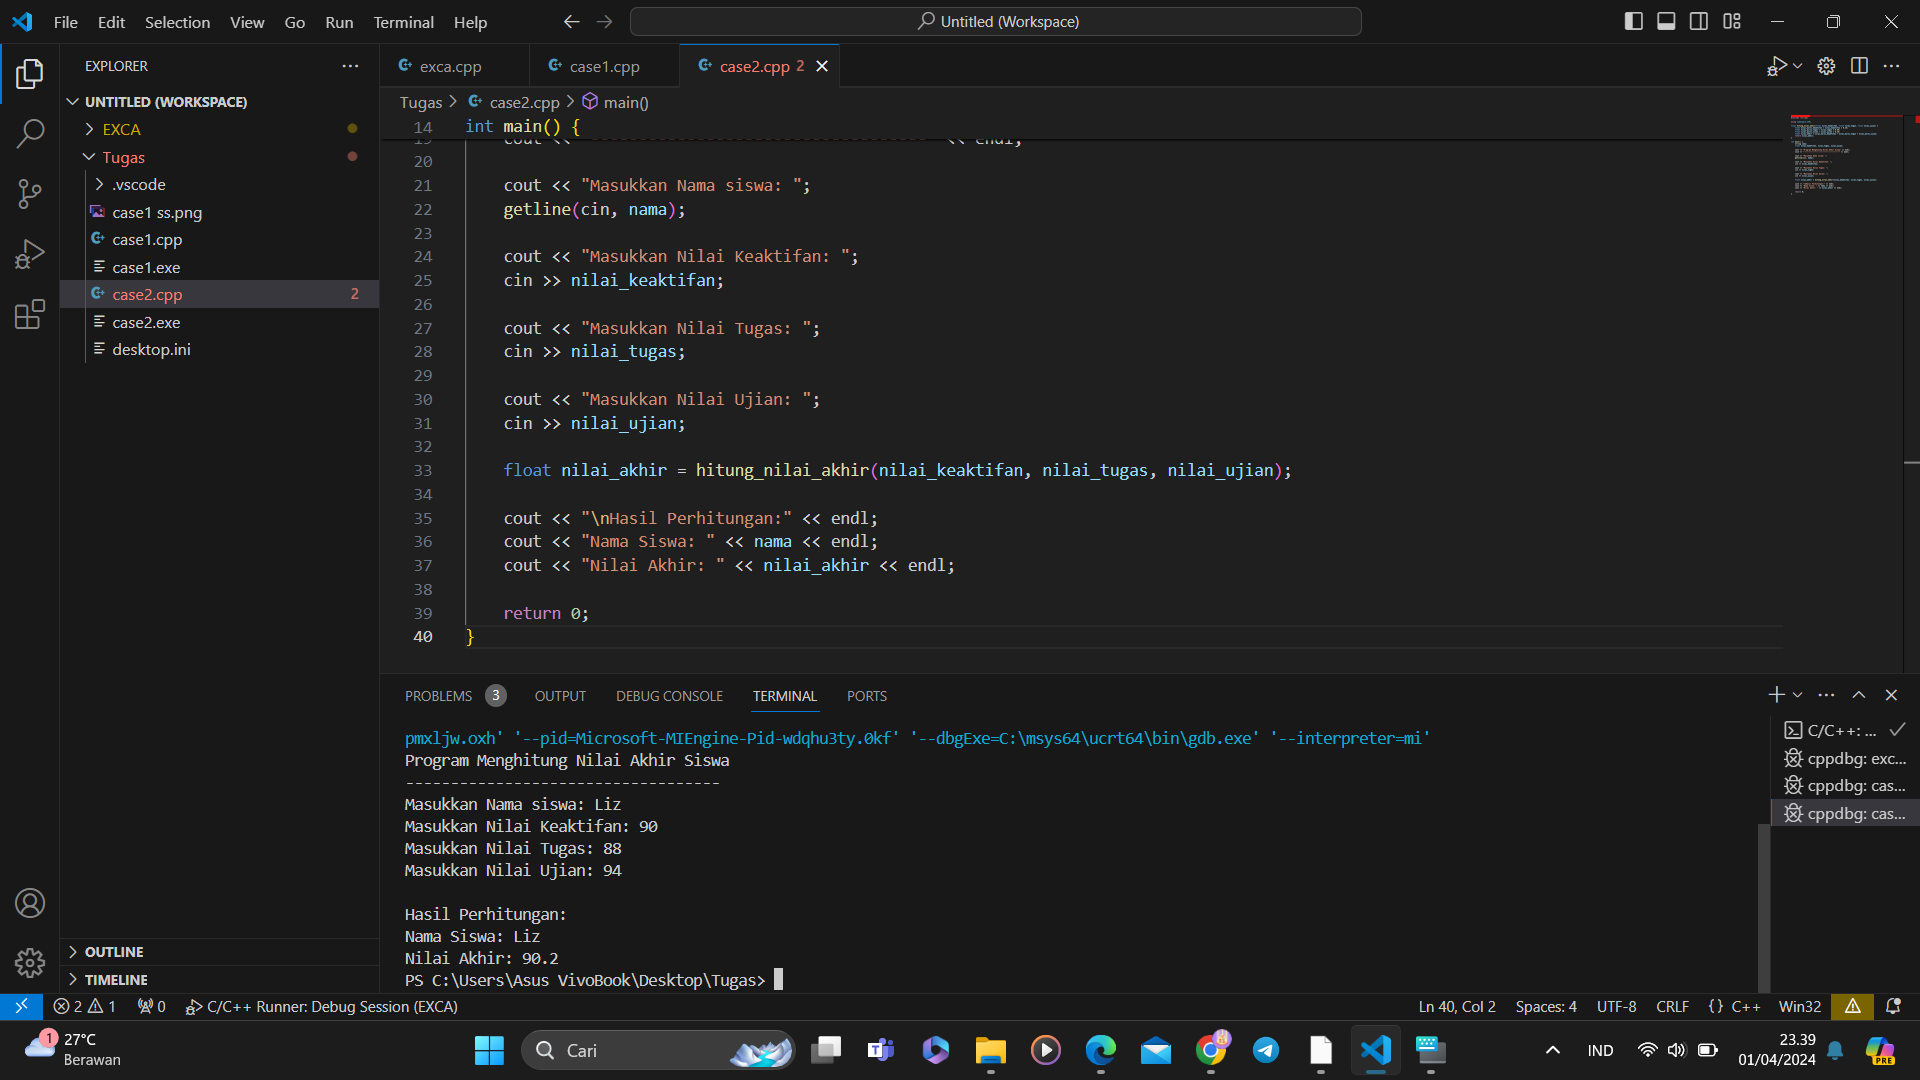 File Edit Selection View Go Run Terminal Help
Untitled (Workspace)
EXPLORER
UNTITLED (WORKSPACE)
EXCA
Tugas
.vscode
case1 ss.png
case1.cpp
case1.exe
case2.cpp 2
case2.exe
desktop.ini
OUTLINE
TIMELINE
exca.cpp
case1.cpp
case2.cpp 2
Tugas > case2.cpp > main()
14 int main() {
20
21 cout << "Masukkan Nama siswa: ";
22 getline(cin, nama);
23
24 cout << "Masukkan Nilai Keaktifan: ";
25 cin >> nilai_keaktifan;
26
27 cout << "Masukkan Nilai Tugas: ";
28 cin >> nilai_tugas;
29
30 cout << "Masukkan Nilai Ujian: ";
31 cin >> nilai_ujian;
32
33 float nilai_akhir = hitung_nilai_akhir(nilai_keaktifan, nilai_tugas, nilai_ujian);
34
35 cout << "\nHasil Perhitungan:" << endl;
36 cout << "Nama Siswa: " << nama << endl;
37 cout << "Nilai Akhir: " << nilai_akhir << endl;
38
39 return 0;
40 }
PROBLEMS 3 OUTPUT DEBUG CONSOLE TERMINAL PORTS
pmxljw.oxh' '--pid=Microsoft-MIEngine-Pid-wdqhu3ty.0kf' '--dbgExe=C:\msys64\ucrt64\bin\gdb.exe' '--interpreter=mi'
Program Menghitung Nilai Akhir Siswa
-----------------------------------
Masukkan Nama siswa: Liz
Masukkan Nilai Keaktifan: 90
Masukkan Nilai Tugas: 88
Masukkan Nilai Ujian: 94

Hasil Perhitungan:
Nama Siswa: Liz
Nilai Akhir: 90.2
PS C:\Users\Asus VivoBook\Desktop\Tugas>
C/C++: ...
cppdbg: exc...
cppdbg: cas...
cppdbg: cas...
2 1 0 C/C++ Runner: Debug Session (EXCA)
Ln 40, Col 2 Spaces: 4 UTF-8 CRLF {} C++ Win32
1
27°C
Berawan
Cari
PRE
IND
23.39
01/04/2024